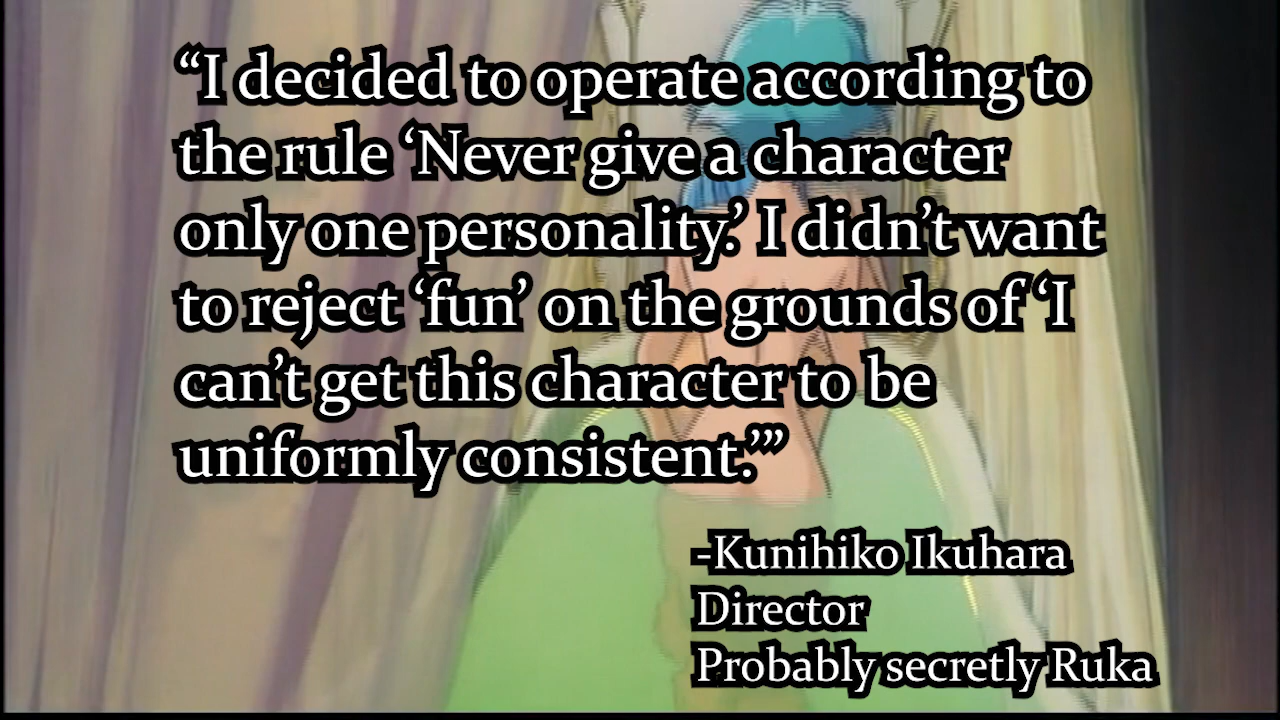 “I decided to operate according to
the rule ‘Never give a character
only one personality.’ I didn’t want
to reject ‘fun’ on the grounds of ‘I
can’t get this character to be
uniformly consistent.’”
-Kunihiko Ikuhara
Director
Probably secretly Ruka